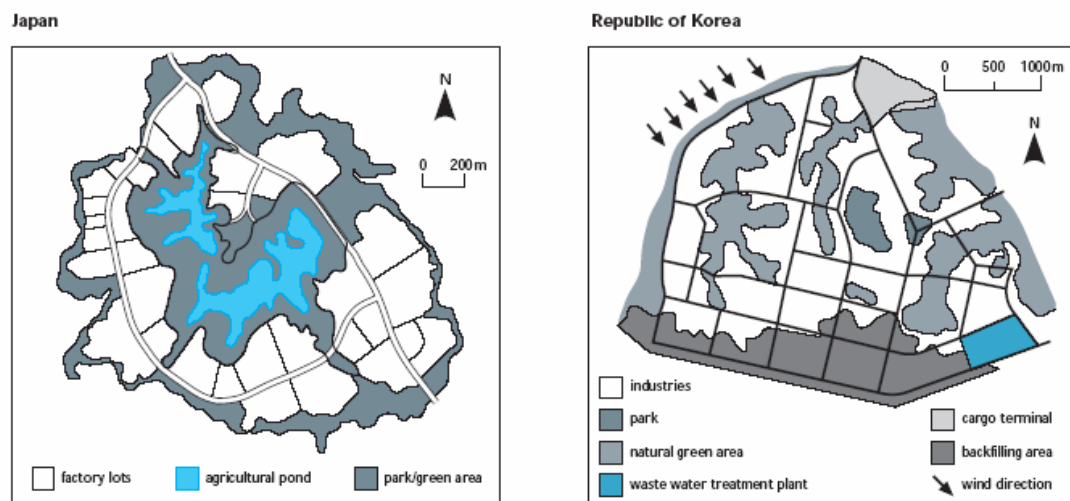 Japan
N
0 200m
factory lots
agricultural pond
park/green area
Republic of Korea
0 500 1000m
N
industries
park
natural green area
waste water treatment plant
cargo terminal
backfilling area
wind direction